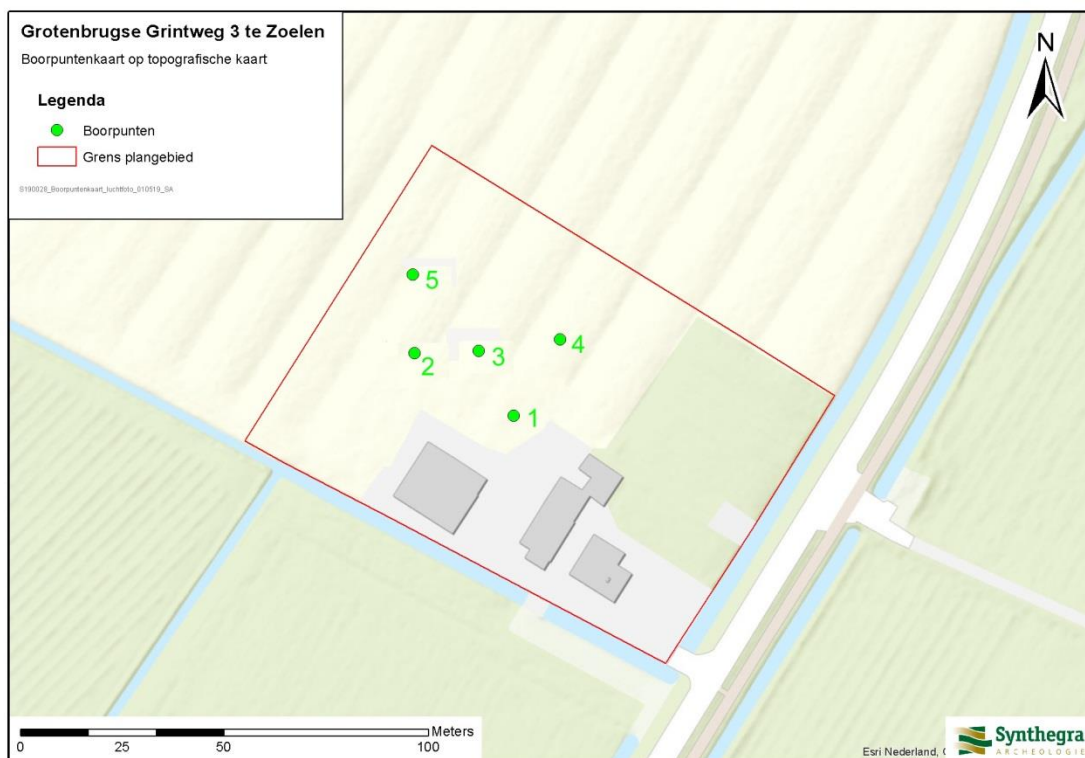 Grotenbrugse Grintweg 3 te Zoelen
Boorpuntenkaart op topografische kaart
Legenda
Boorpunten
Grens plangebied
S190028_Boorpuntenkaart_luchtfoto_010519_SA
N
5
4
3
2
1
Meters
0 25 50 100
Esri Nederland, C
Synthegra
ARCHEOLOGIE